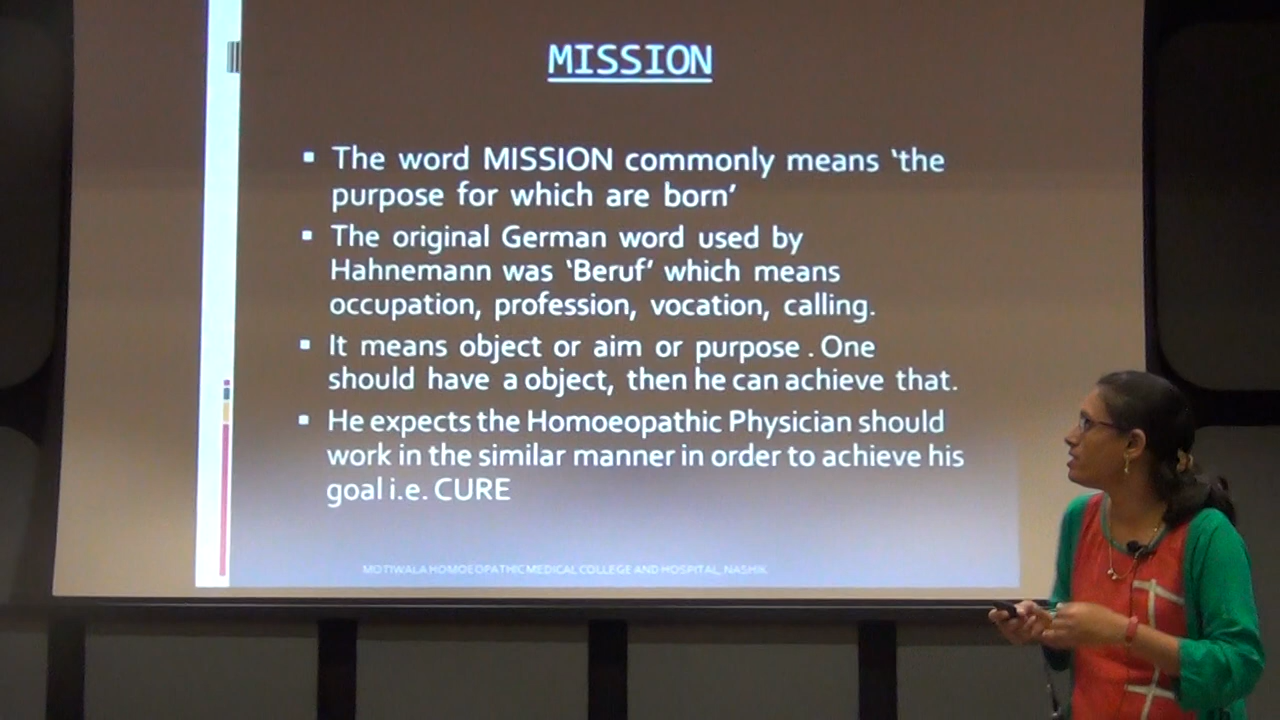 MISSION
▪ The word MISSION commonly means ‘the
purpose for which are born’
▪ The original German word used by
Hahnemann was ‘Beruf’ which means
occupation, profession, vocation, calling.
▪ It means object or aim or purpose . One
should have a object, then he can achieve that.
▪ He expects the Homoeopathic Physician should
work in the similar manner in order to achieve his
goal i.e. CURE
MOTIWALA HOMOEOPATHIC MEDICAL COLLEGE AND HOSPITAL, NASHIK